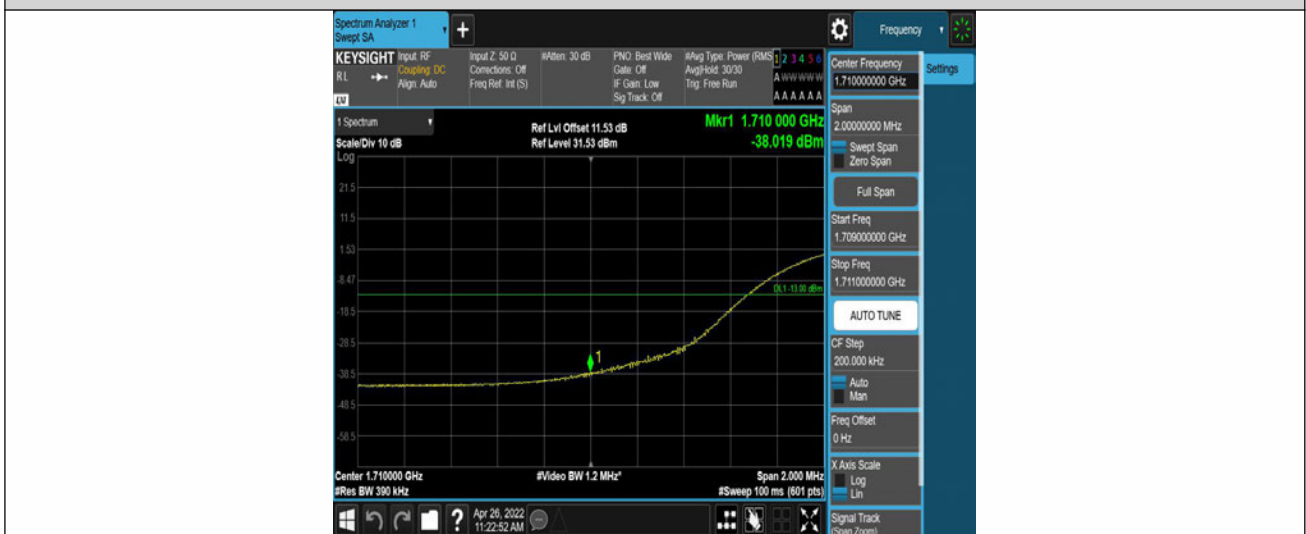 Spectrum Analyzer 1
Swept SA
+
Frequency
KEYSIGHT
Input: RF
Coupling: DC
Align: Auto
Input Z: 50 Ω
Corrections: Off
Freq Ref: Int (S)
#Atten: 30 dB
PNO: Best Wide
Gate: Off
IF Gain: Low
Sig Track: Off
#Avg Type: Power (RMS
Avg|Hold: 30/30
Trig: Free Run
1 2 3 4 5 6
A W W W W W
A A A A A A
R L
1 Spectrum
Scale/Div 10 dB
Ref Lvl Offset 11.53 dB
Ref Level 31.53 dBm
Mkr1 1.710 000 GHz
-38.019 dBm
Log
21.5
11.5
1.53
-8.47
-18.5
-28.5
-38.5
-48.5
-58.5
DL1 -13.00 dBm
1
Center 1.710000 GHz
#Res BW 390 kHz
#Video BW 1.2 MHz*
Span 2.000 MHz
#Sweep 100 ms (601 pts)
Apr 26, 2022
11:22:52 AM
?
Center Frequency
1.710000000 GHz
Settings
Span
2.00000000 MHz
Swept Span
Zero Span
Full Span
Start Freq
1.709000000 GHz
Stop Freq
1.711000000 GHz
AUTO TUNE
CF Step
200.000 kHz
Auto
Man
Freq Offset
0 Hz
X Axis Scale
Log
Lin
Signal Track
(Span Zoom)